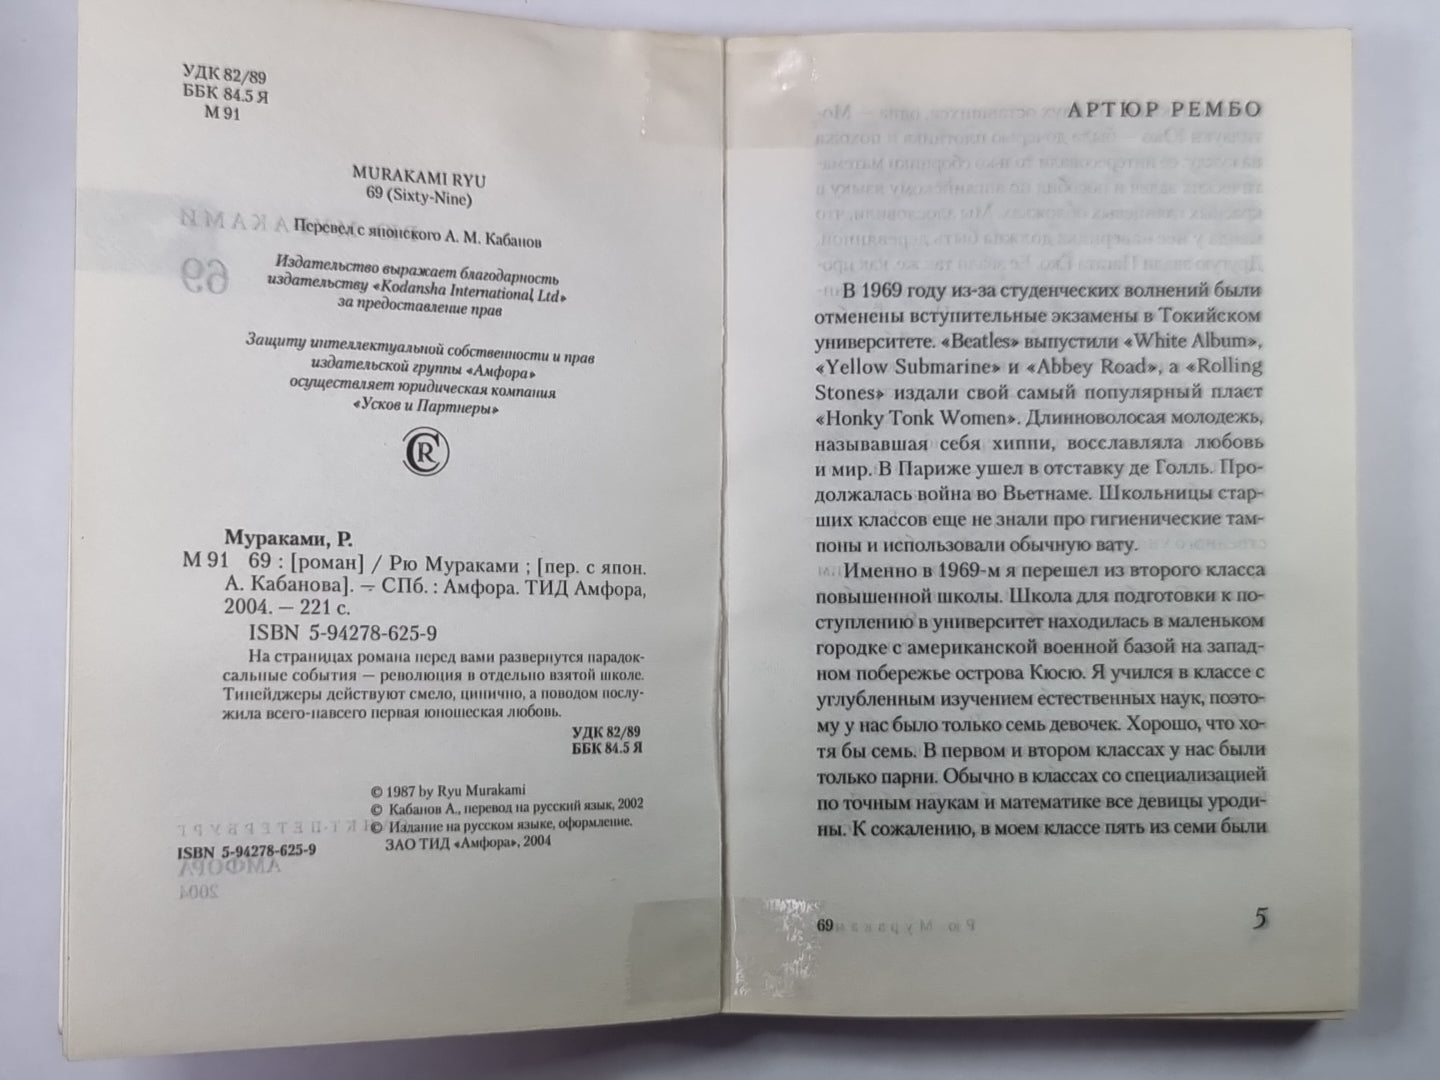 УДК 82/89
ББК 84.5 Я
М 91
MURAKAMI RYU
69 (Sixty-Nine)
Перевел с японского А. М. Кабанов
Издательство выражает благодарность
издательству «Kodansha International, Ltd»
за предоставление прав
Защиту интеллектуальной собственности и прав
издательской группы «Амфора»
осуществляет юридическая компания
«Усков и Партнеры»
Мураками, Р.
М 91 69 : [роман] / Рю Мураками ; [пер. с япон.
А. Кабанова]. — СПб. : Амфора. ТИД Амфора,
2004. — 221 с.
ISBN 5-94278-625-9
На страницах романа перед вами развернутся парадок-
сальные события — революция в отдельно взятой школе.
Тинейджеры действуют смело, цинично, а поводом послу-
жила всего-навсего первая юношеская любовь.
УДК 82/89
ББК 84.5 Я
© 1987 by Ryu Murakami
© Кабанов А., перевод на русский язык, 2002
© Издание на русском языке, оформление.
ЗАО ТИД «Амфора», 2004
ISBN 5-94278-625-9
АРТЮР РЕМБО
В 1969 году из-за студенческих волнений были
отменены вступительные экзамены в Токийском
университете. «Beatles» выпустили «White Album»,
«Yellow Submarine» и «Abbey Road», а «Rolling
Stones» издали свой самый популярный пласт
«Honky Tonk Women». Длинноволосая молодежь,
называвшая себя хиппи, восславляла любовь
и мир. В Париже ушел в отставку де Голль. Про-
должалась война во Вьетнаме. Школьницы стар-
ших классов еще не знали про гигиенические там-
поны и использовали обычную вату.
Именно в 1969-м я перешел из второго класса
повышенной школы. Школа для подготовки к по-
ступлению в университет находилась в маленьком
городке с американской военной базой на запад-
ном побережье острова Кюсю. Я учился в классе с
углубленным изучением естественных наук, поэто-
му у нас было только семь девочек. Хорошо, что хо-
тя бы семь. В первом и втором классах у нас были
только парни. Обычно в классах со специализацией
по точным наукам и математике все девицы уроди-
ны. К сожалению, в моем классе пять из семи были
69
5